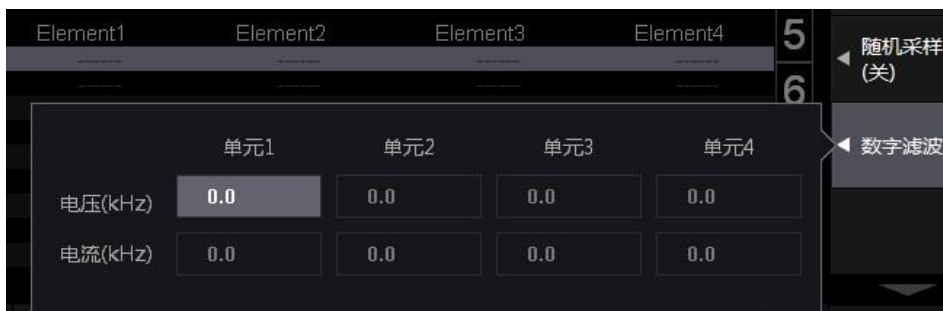 Element1 Element2 Element3 Element4 5
------ ------ ------ ------
------ ------ ------ ------ 6
随机采样
(关)
数字滤波
单元1 单元2 单元3 单元4
电压(kHz) 0.0 0.0 0.0 0.0
电流(kHz) 0.0 0.0 0.0 0.0